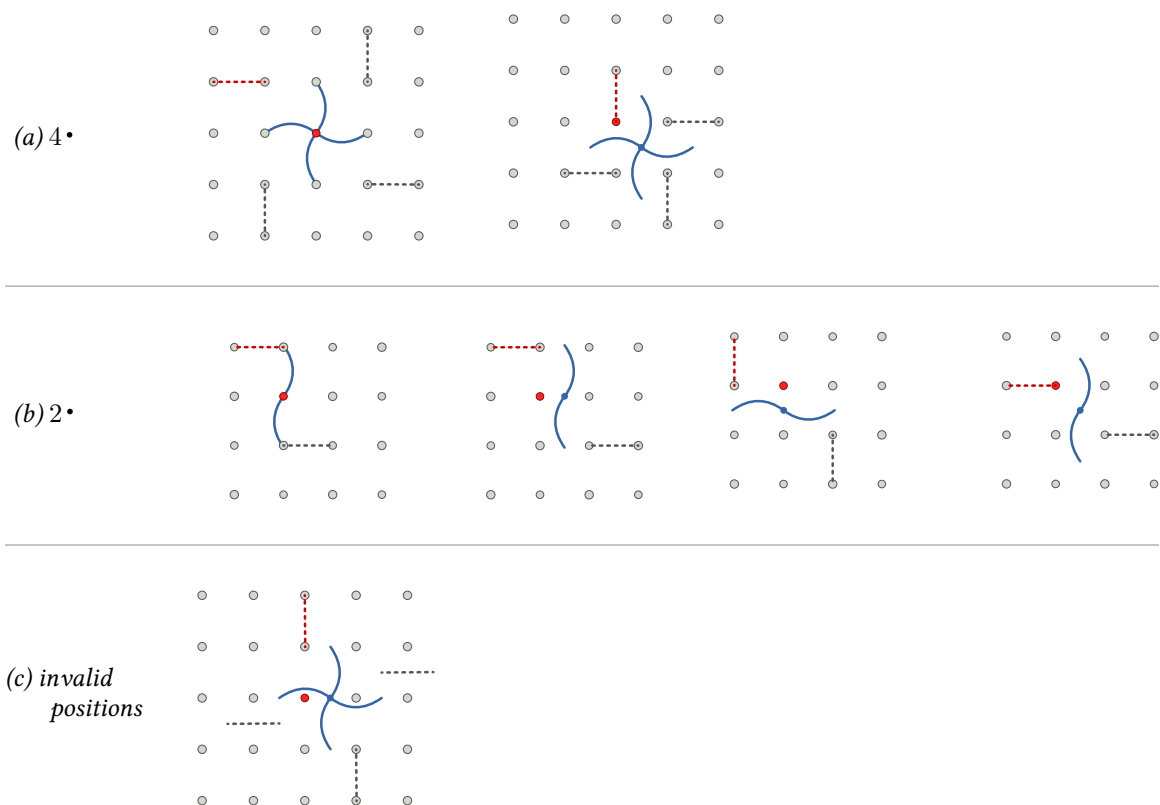 (a) 4•
(b) 2•
(c) invalid
positions